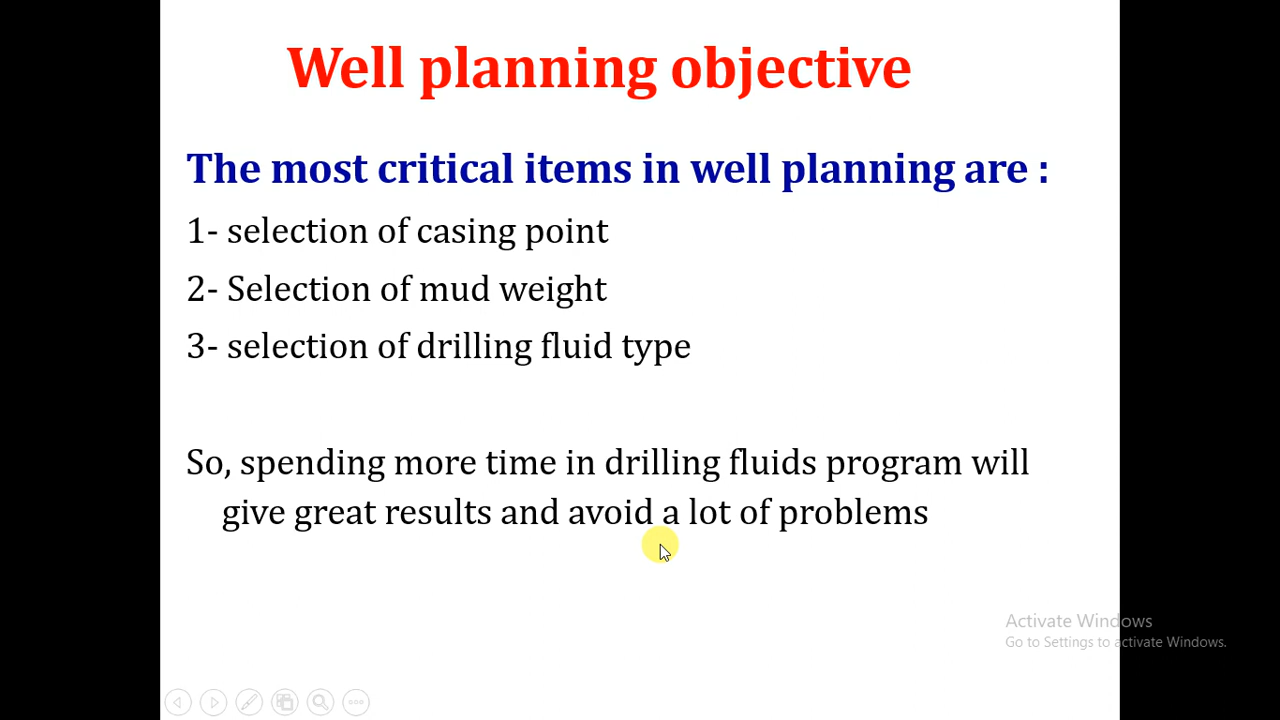 Well planning objective
The most critical items in well planning are :
1- selection of casing point
2- Selection of mud weight
3- selection of drilling fluid type
So, spending more time in drilling fluids program will
give great results and avoid a lot of problems
Activate Windows
Go to Settings to activate Windows.